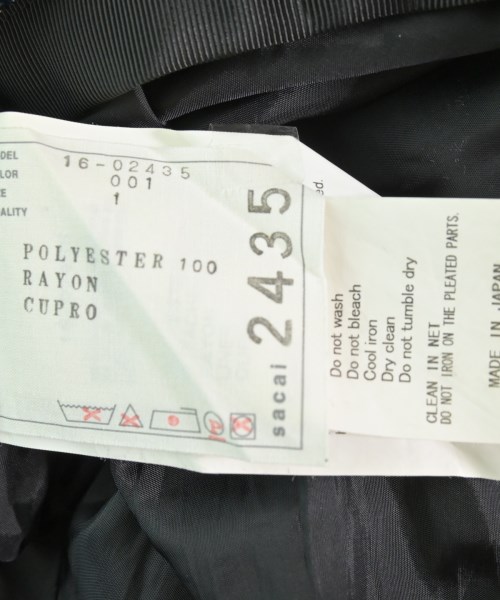 DEL 16-02435
LOR 001
E 1
ALITY
POLYESTER 100
RAYON
CUPRO
sacai 2435
ed.
Do not wash
Do not bleach
Cool iron
Dry clean
Do not tumble dry
CLEAN IN NET
DO NOT IRON ON THE PLEATED PARTS.
MADE IN JAPAN